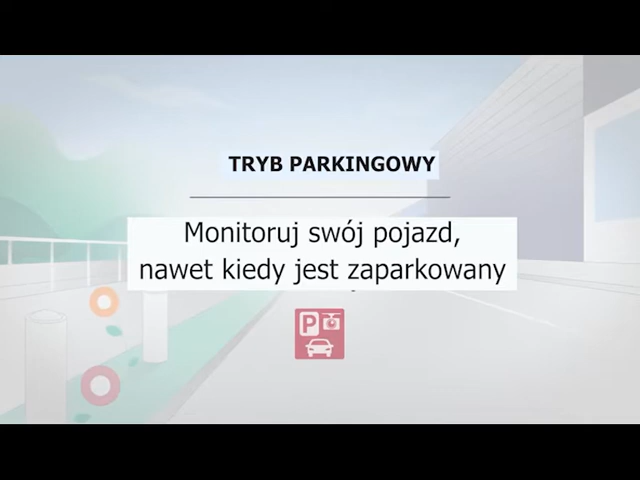 TRYB PARKINGOWY
Monitoruj swój pojazd,
nawet kiedy jest zaparkowany
P